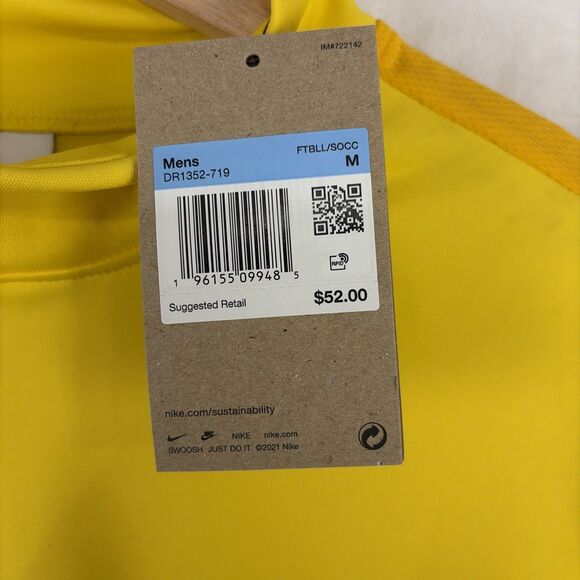 IM#722142
Mens FTBLL/SOCC
DR1352-719 M
RFID
1 96155 09948 5
Suggested Retail $52.00
nike.com/sustainability
NIKE nike.com
SWOOSH JUST DO IT ©2021 Nike